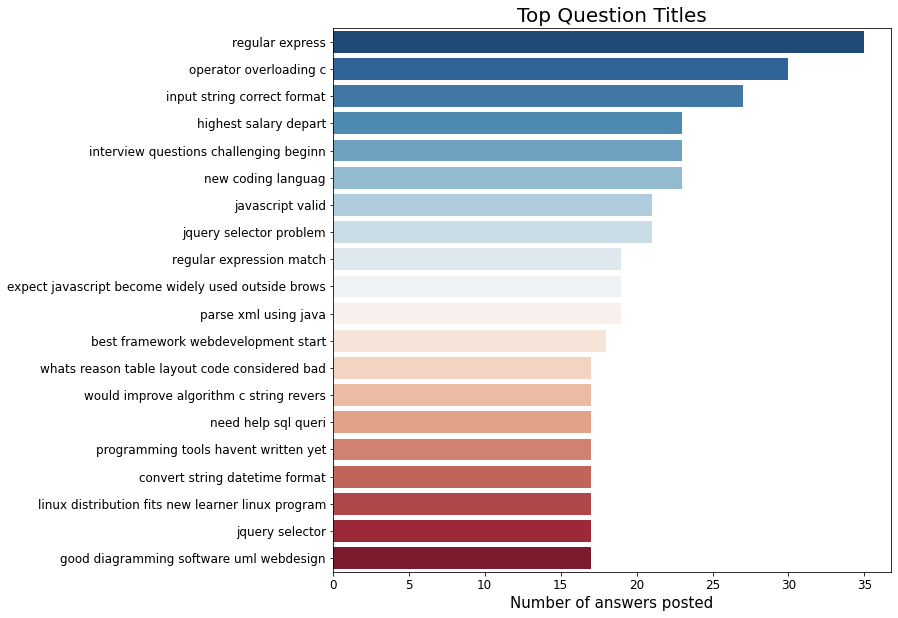 Top Question Titles
regular express
operator overloading c
input string correct format
highest salary depart
interview questions challenging beginn
new coding languag
javascript valid
jquery selector problem
regular expression match
expect javascript become widely used outside brows
parse xml using java
best framework webdevelopment start
whats reason table layout code considered bad
would improve algorithm c string revers
need help sql queri
programming tools havent written yet
convert string datetime format
linux distribution fits new learner linux program
jquery selector
good diagramming software uml webdesign
0 5 10 15 20 25 30 35
Number of answers posted